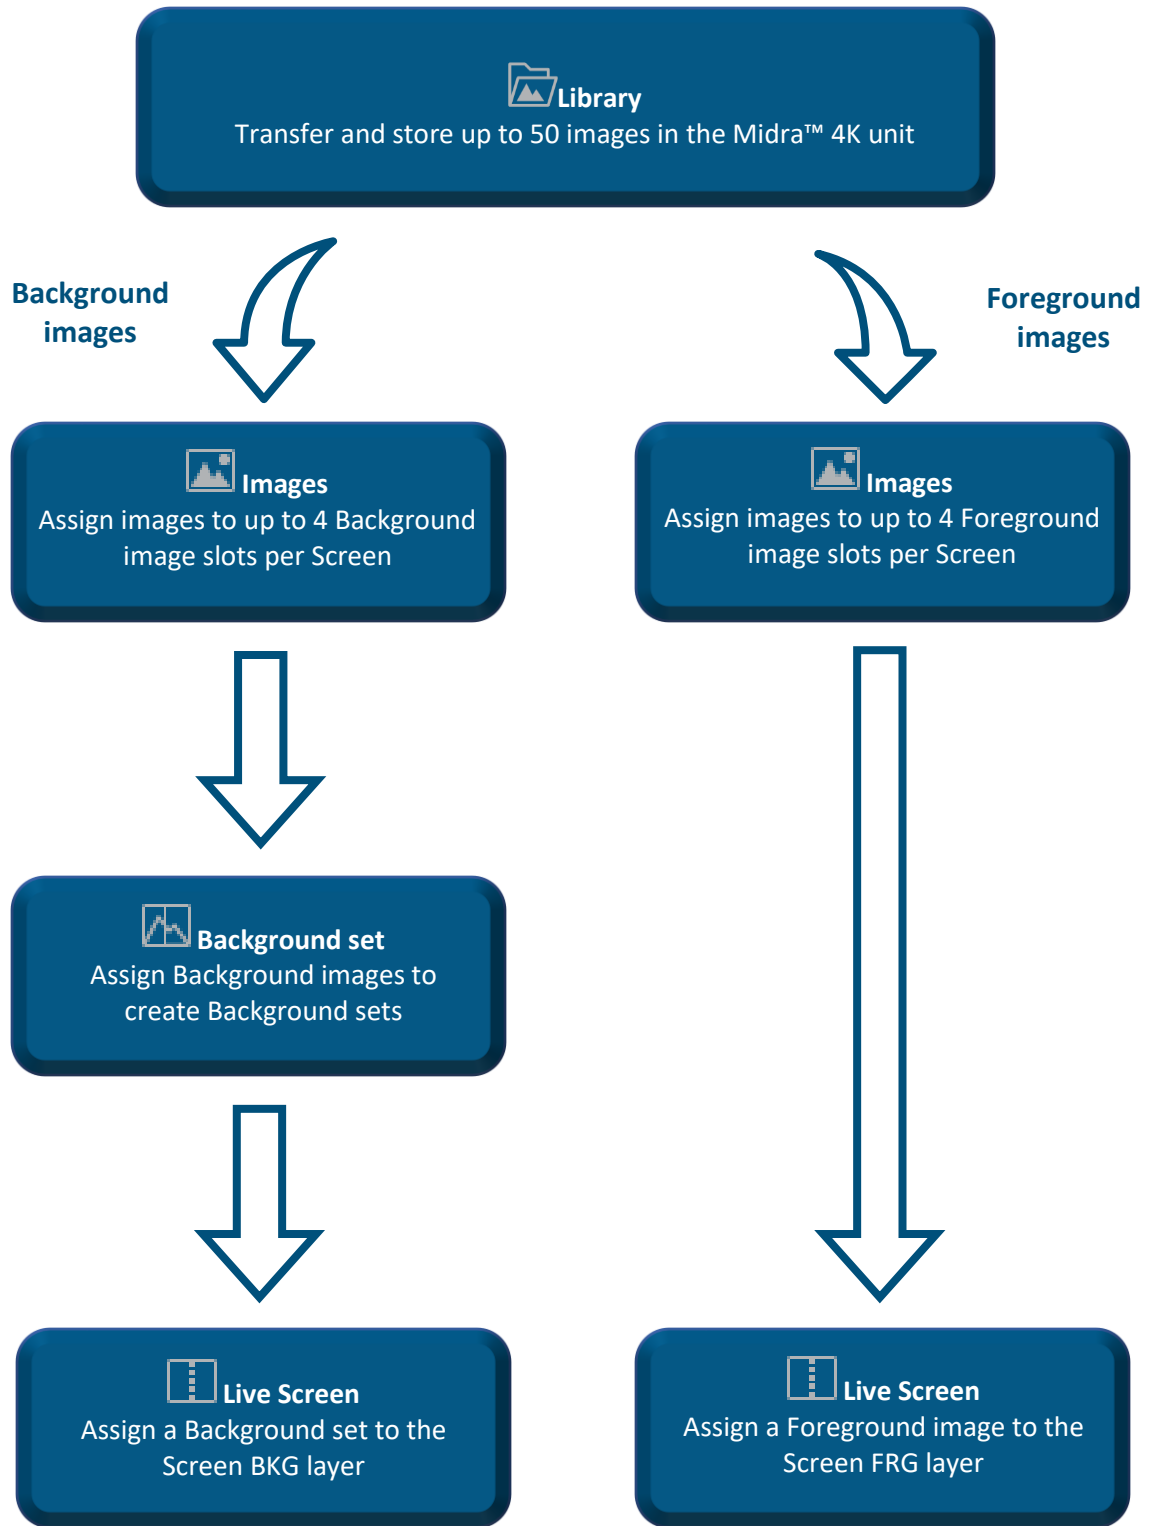 Library
Transfer and store up to 50 images in the Midra™ 4K unit
Background
images
Foreground
images
Images
Assign images to up to 4 Background
image slots per Screen
Images
Assign images to up to 4 Foreground
image slots per Screen
Background set
Assign Background images to
create Background sets
Live Screen
Assign a Background set to the
Screen BKG layer
Live Screen
Assign a Foreground image to the
Screen FRG layer